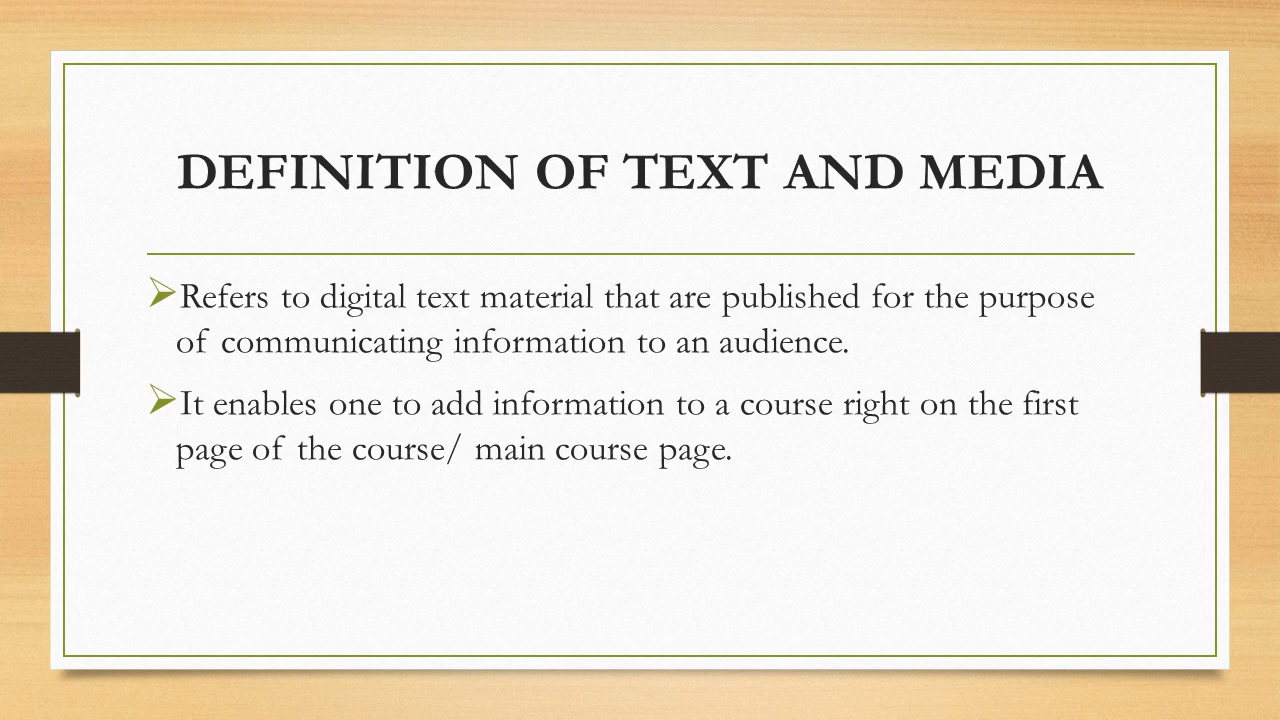 DEFINITION OF TEXT AND MEDIA
Refers to digital text material that are published for the purpose
of communicating information to an audience.
It enables one to add information to a course right on the first
page of the course/ main course page.